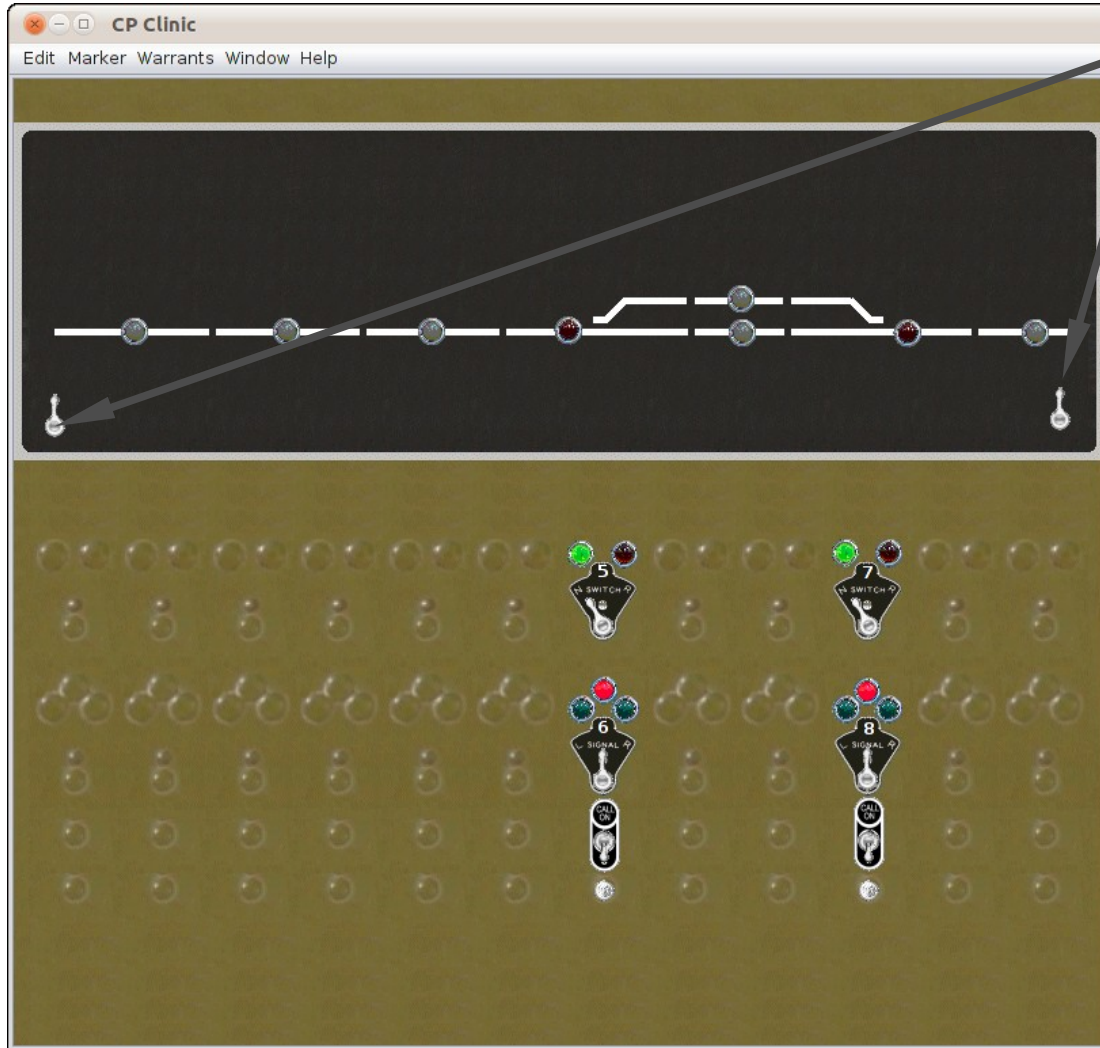 CP Clinic
Edit Marker Warrants Window Help
5
N SWITCH R
7
N SWITCH R
6
L SIGNAL R
8
L SIGNAL R
CALL
ON
CALL
ON